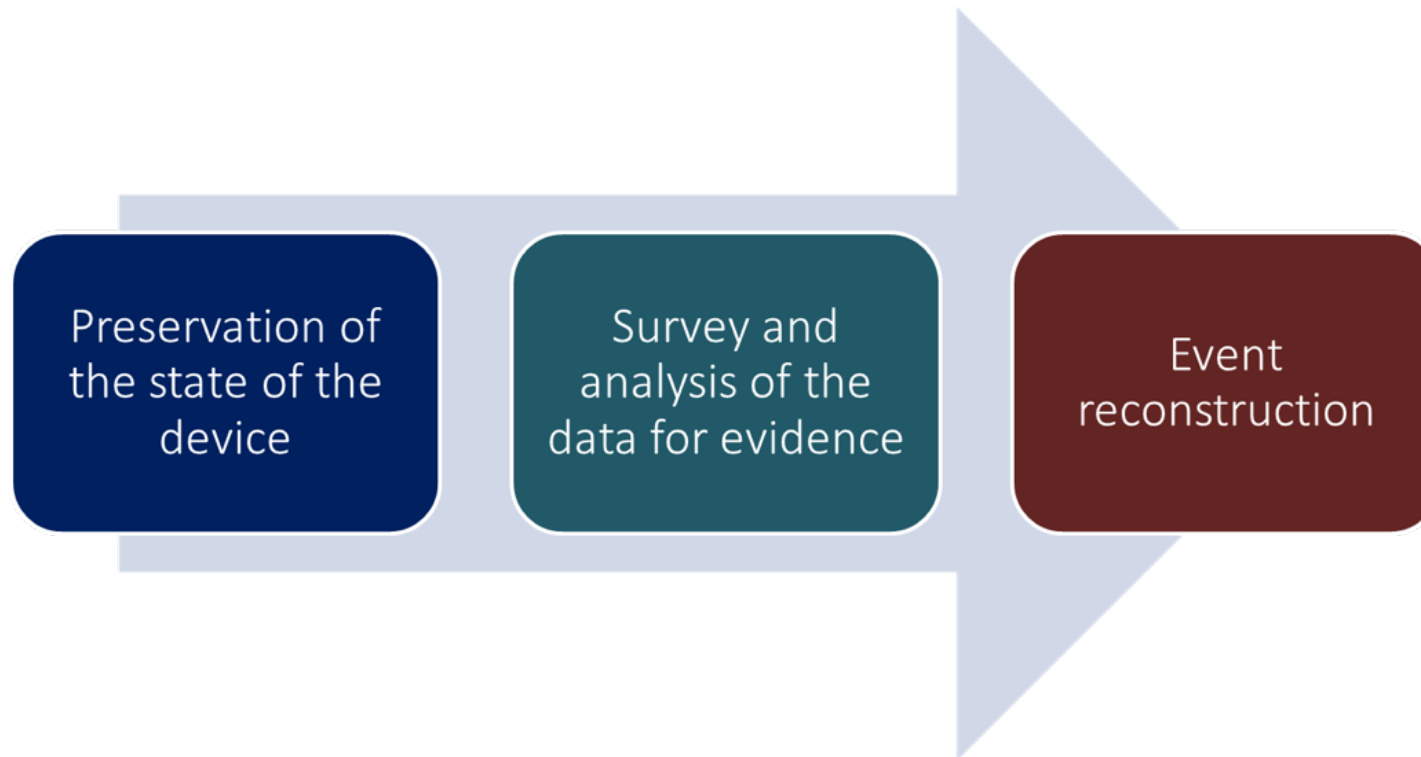 Preservation of
the state of the
device
Survey and
analysis of the
data for evidence
Event
reconstruction